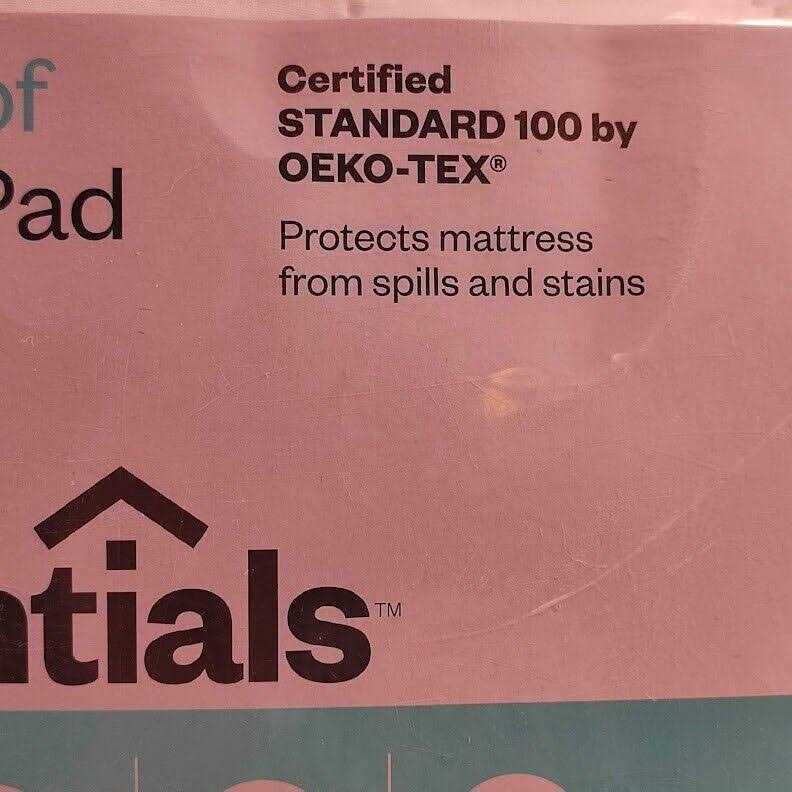 of
Pad
Certified
STANDARD 100 by
OEKO-TEX®
Protects mattress
from spills and stains
ntials™